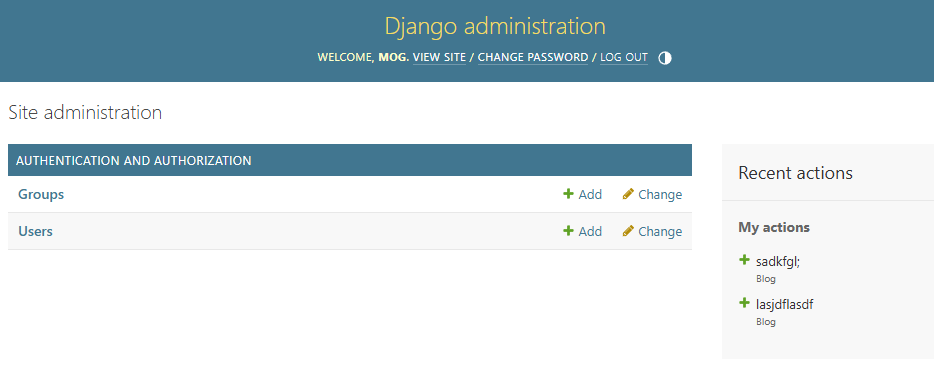 Django administration
WELCOME, MOG. VIEW SITE / CHANGE PASSWORD / LOG OUT
Site administration
AUTHENTICATION AND AUTHORIZATION
Groups Add Change
Users Add Change
Recent actions
My actions
sadkfgl;
Blog
lasjdflasdf
Blog